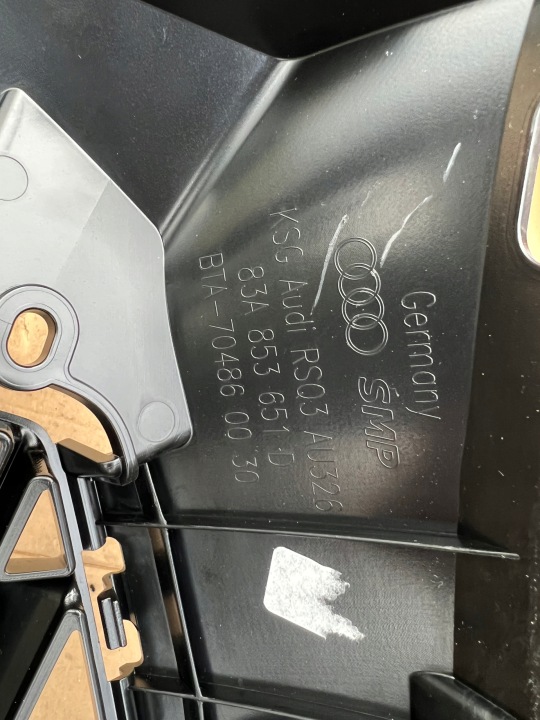 Germany
SMP
KSG Audi RSQ3 AU326
83A 853 651 D
BTA-70486 00 30